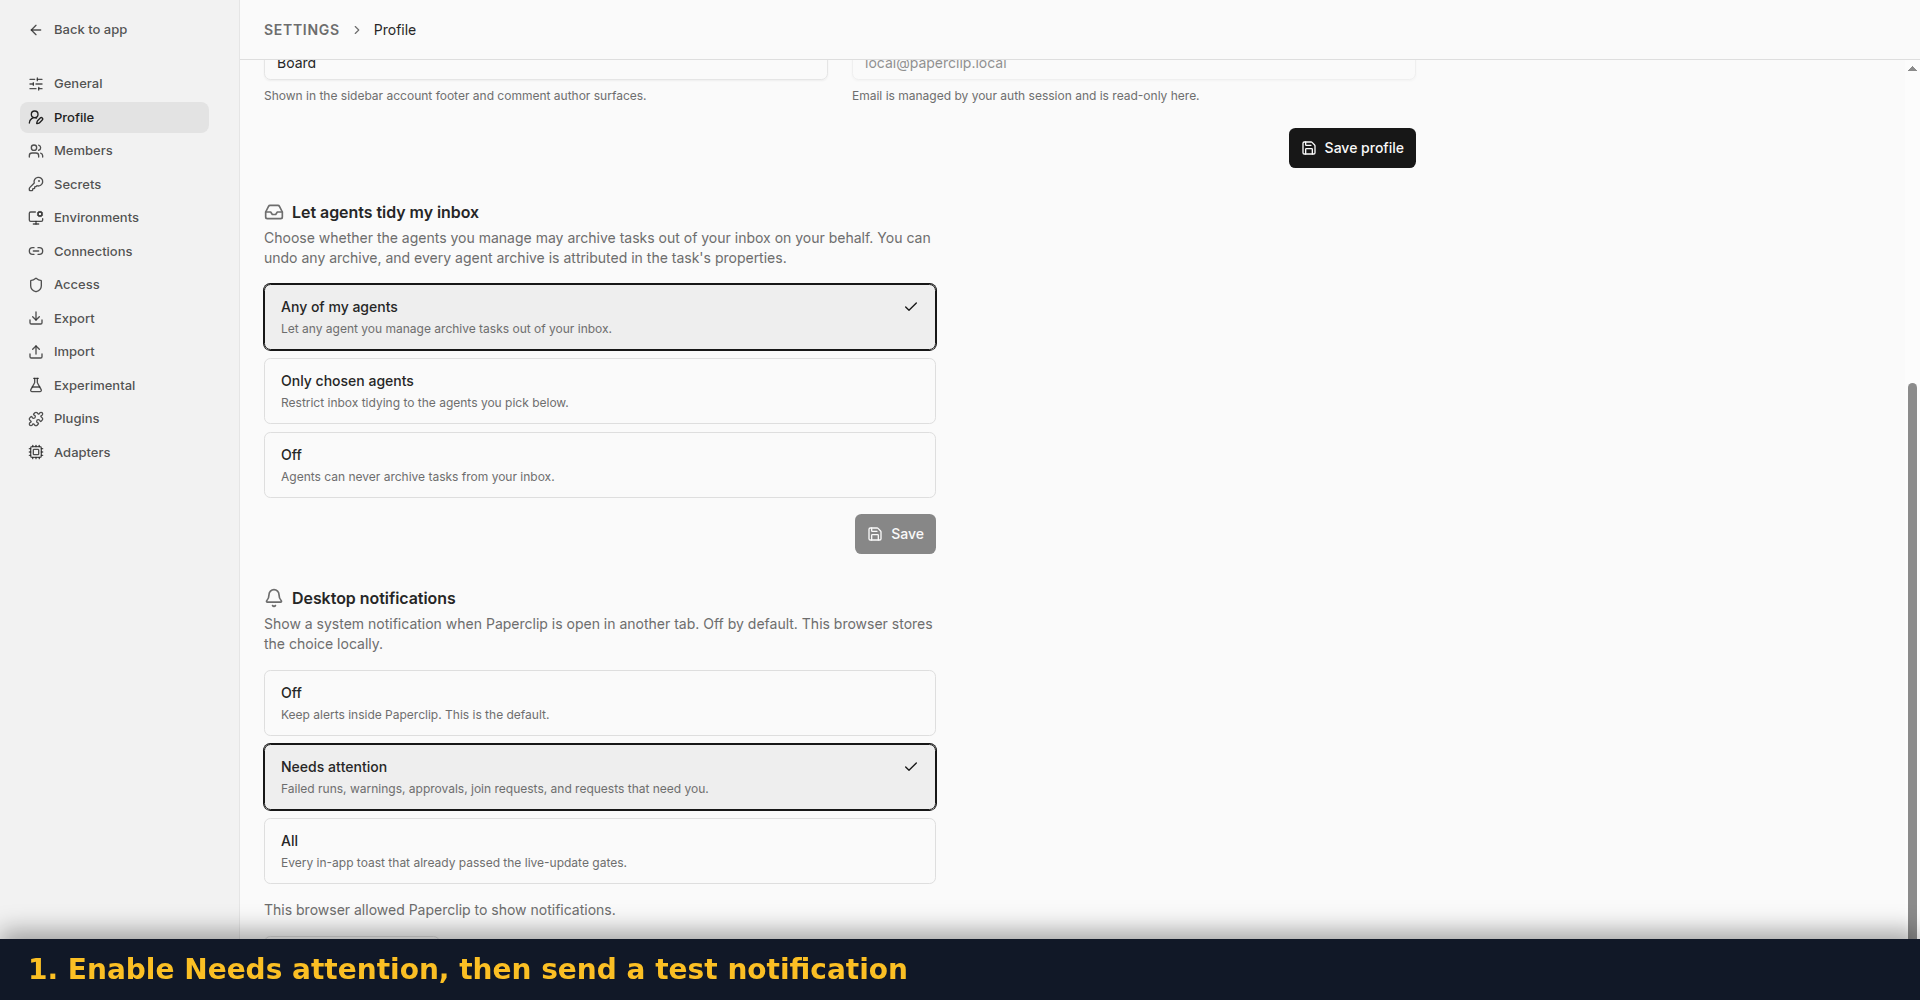 Back to app
General
Profile
Members
Secrets
Environments
Connections
Access
Export
Import
Experimental
Plugins
Adapters
SETTINGS > Profile
Board
local@paperclip.local
Shown in the sidebar account footer and comment author surfaces.
Email is managed by your auth session and is read-only here.
Save profile
Let agents tidy my inbox
Choose whether the agents you manage may archive tasks out of your inbox on your behalf. You can
undo any archive, and every agent archive is attributed in the task's properties.
Any of my agents
Let any agent you manage archive tasks out of your inbox.
Only chosen agents
Restrict inbox tidying to the agents you pick below.
Off
Agents can never archive tasks from your inbox.
Save
Desktop notifications
Show a system notification when Paperclip is open in another tab. Off by default. This browser stores
the choice locally.
Off
Keep alerts inside Paperclip. This is the default.
Needs attention
Failed runs, warnings, approvals, join requests, and requests that need you.
All
Every in-app toast that already passed the live-update gates.
This browser allowed Paperclip to show notifications.
1. Enable Needs attention, then send a test notification